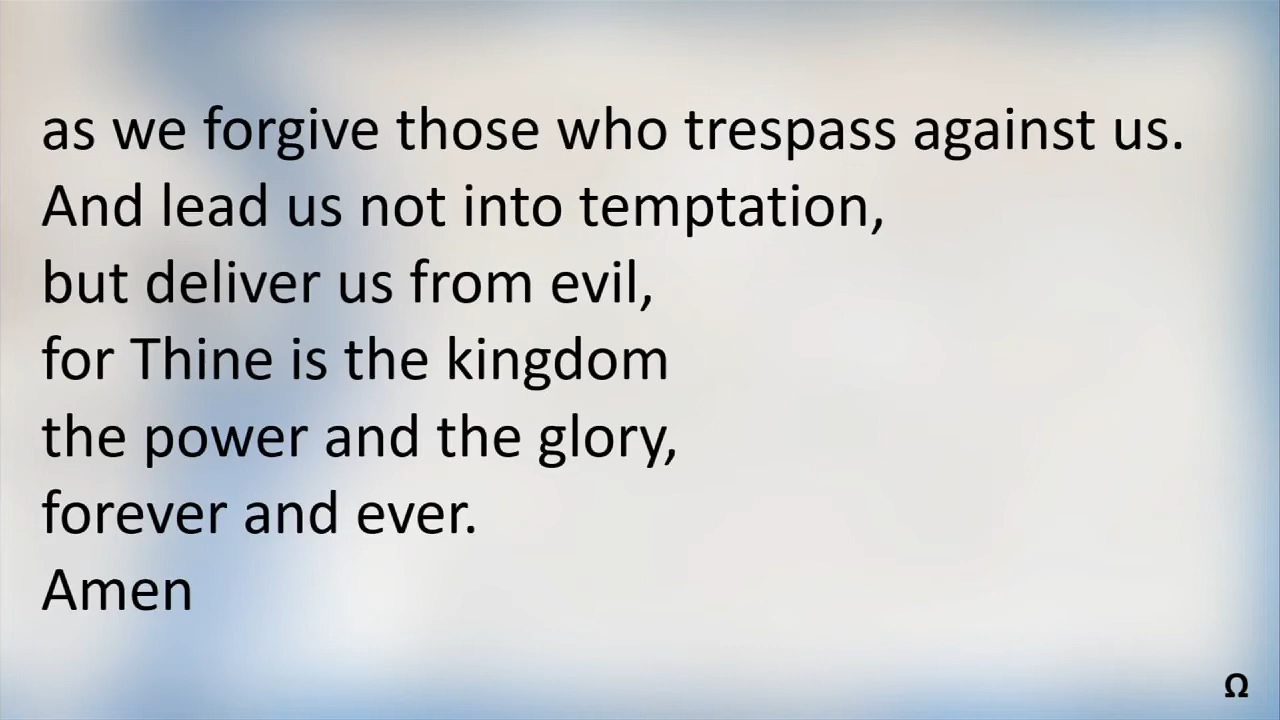 as we forgive those who trespass against us.
And lead us not into temptation,
but deliver us from evil,
for Thine is the kingdom
the power and the glory,
forever and ever.
Amen
Ω